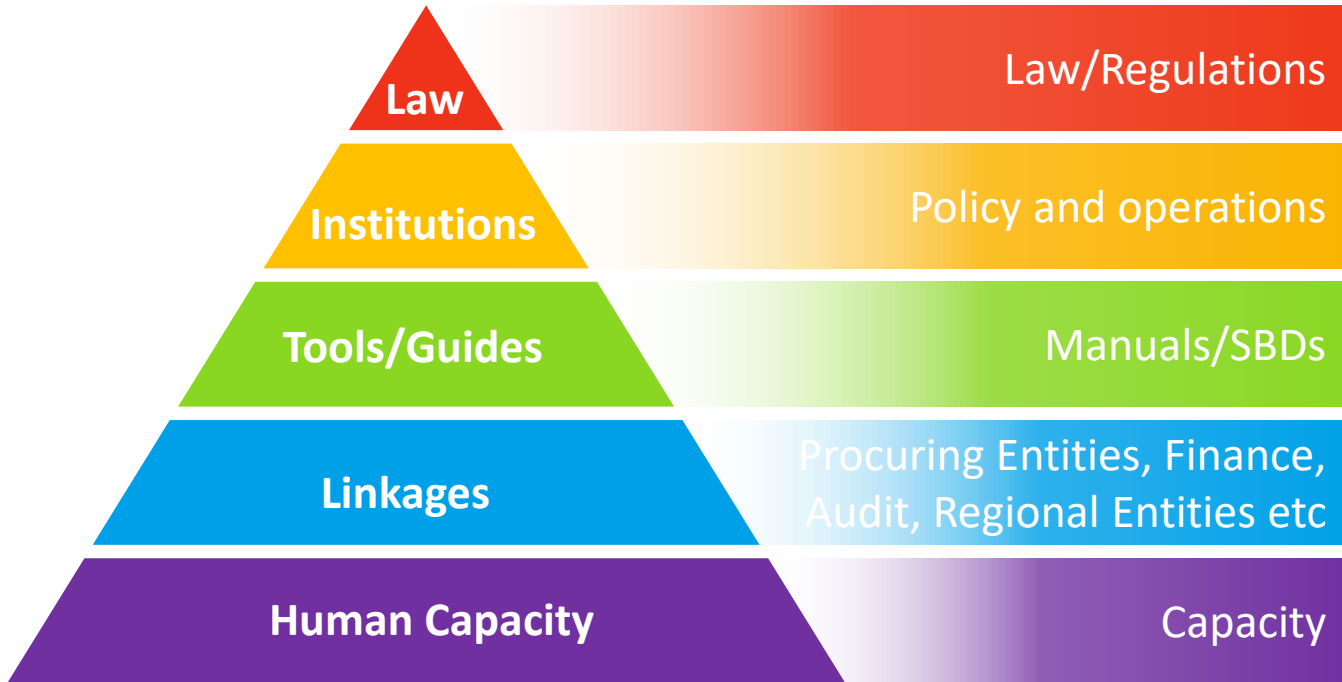 Law
Law/Regulations
Institutions
Policy and operations
Tools/Guides
Manuals/SBDs
Linkages
Procuring Entities, Finance,
Audit, Regional Entities etc
Human Capacity
Capacity